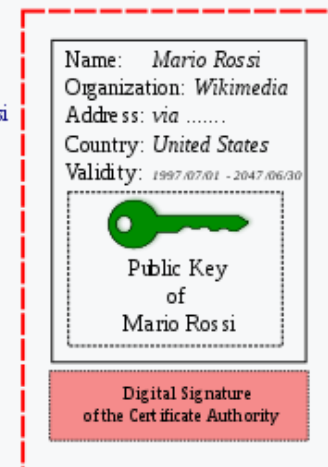 Name: Mario Rossi
Organization: Wikimedia
Address: via .......
Country: United States
Validity: 1997/07/01 - 2047/06/30
Public Key
of
Mario Rossi
Digital Signature
of the Certificate Authority